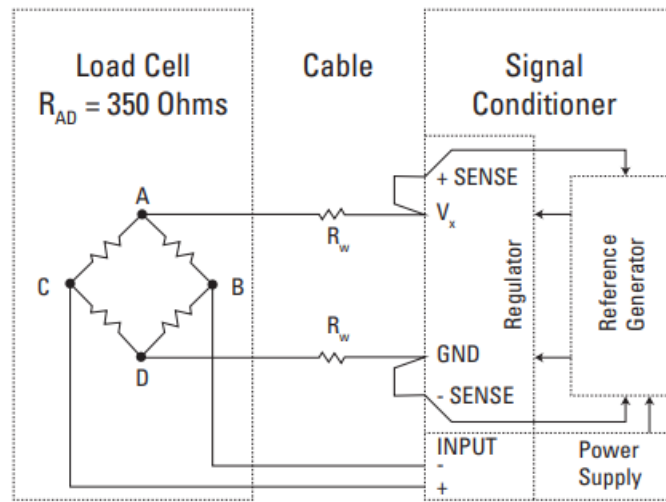 Load Cell
R_AD = 350 Ohms
Cable
Signal
Conditioner
+ SENSE
V_x
A
R_w
C
B
Regulator
Reference
Generator
R_w
D
GND
- SENSE
INPUT
-
+
Power
Supply